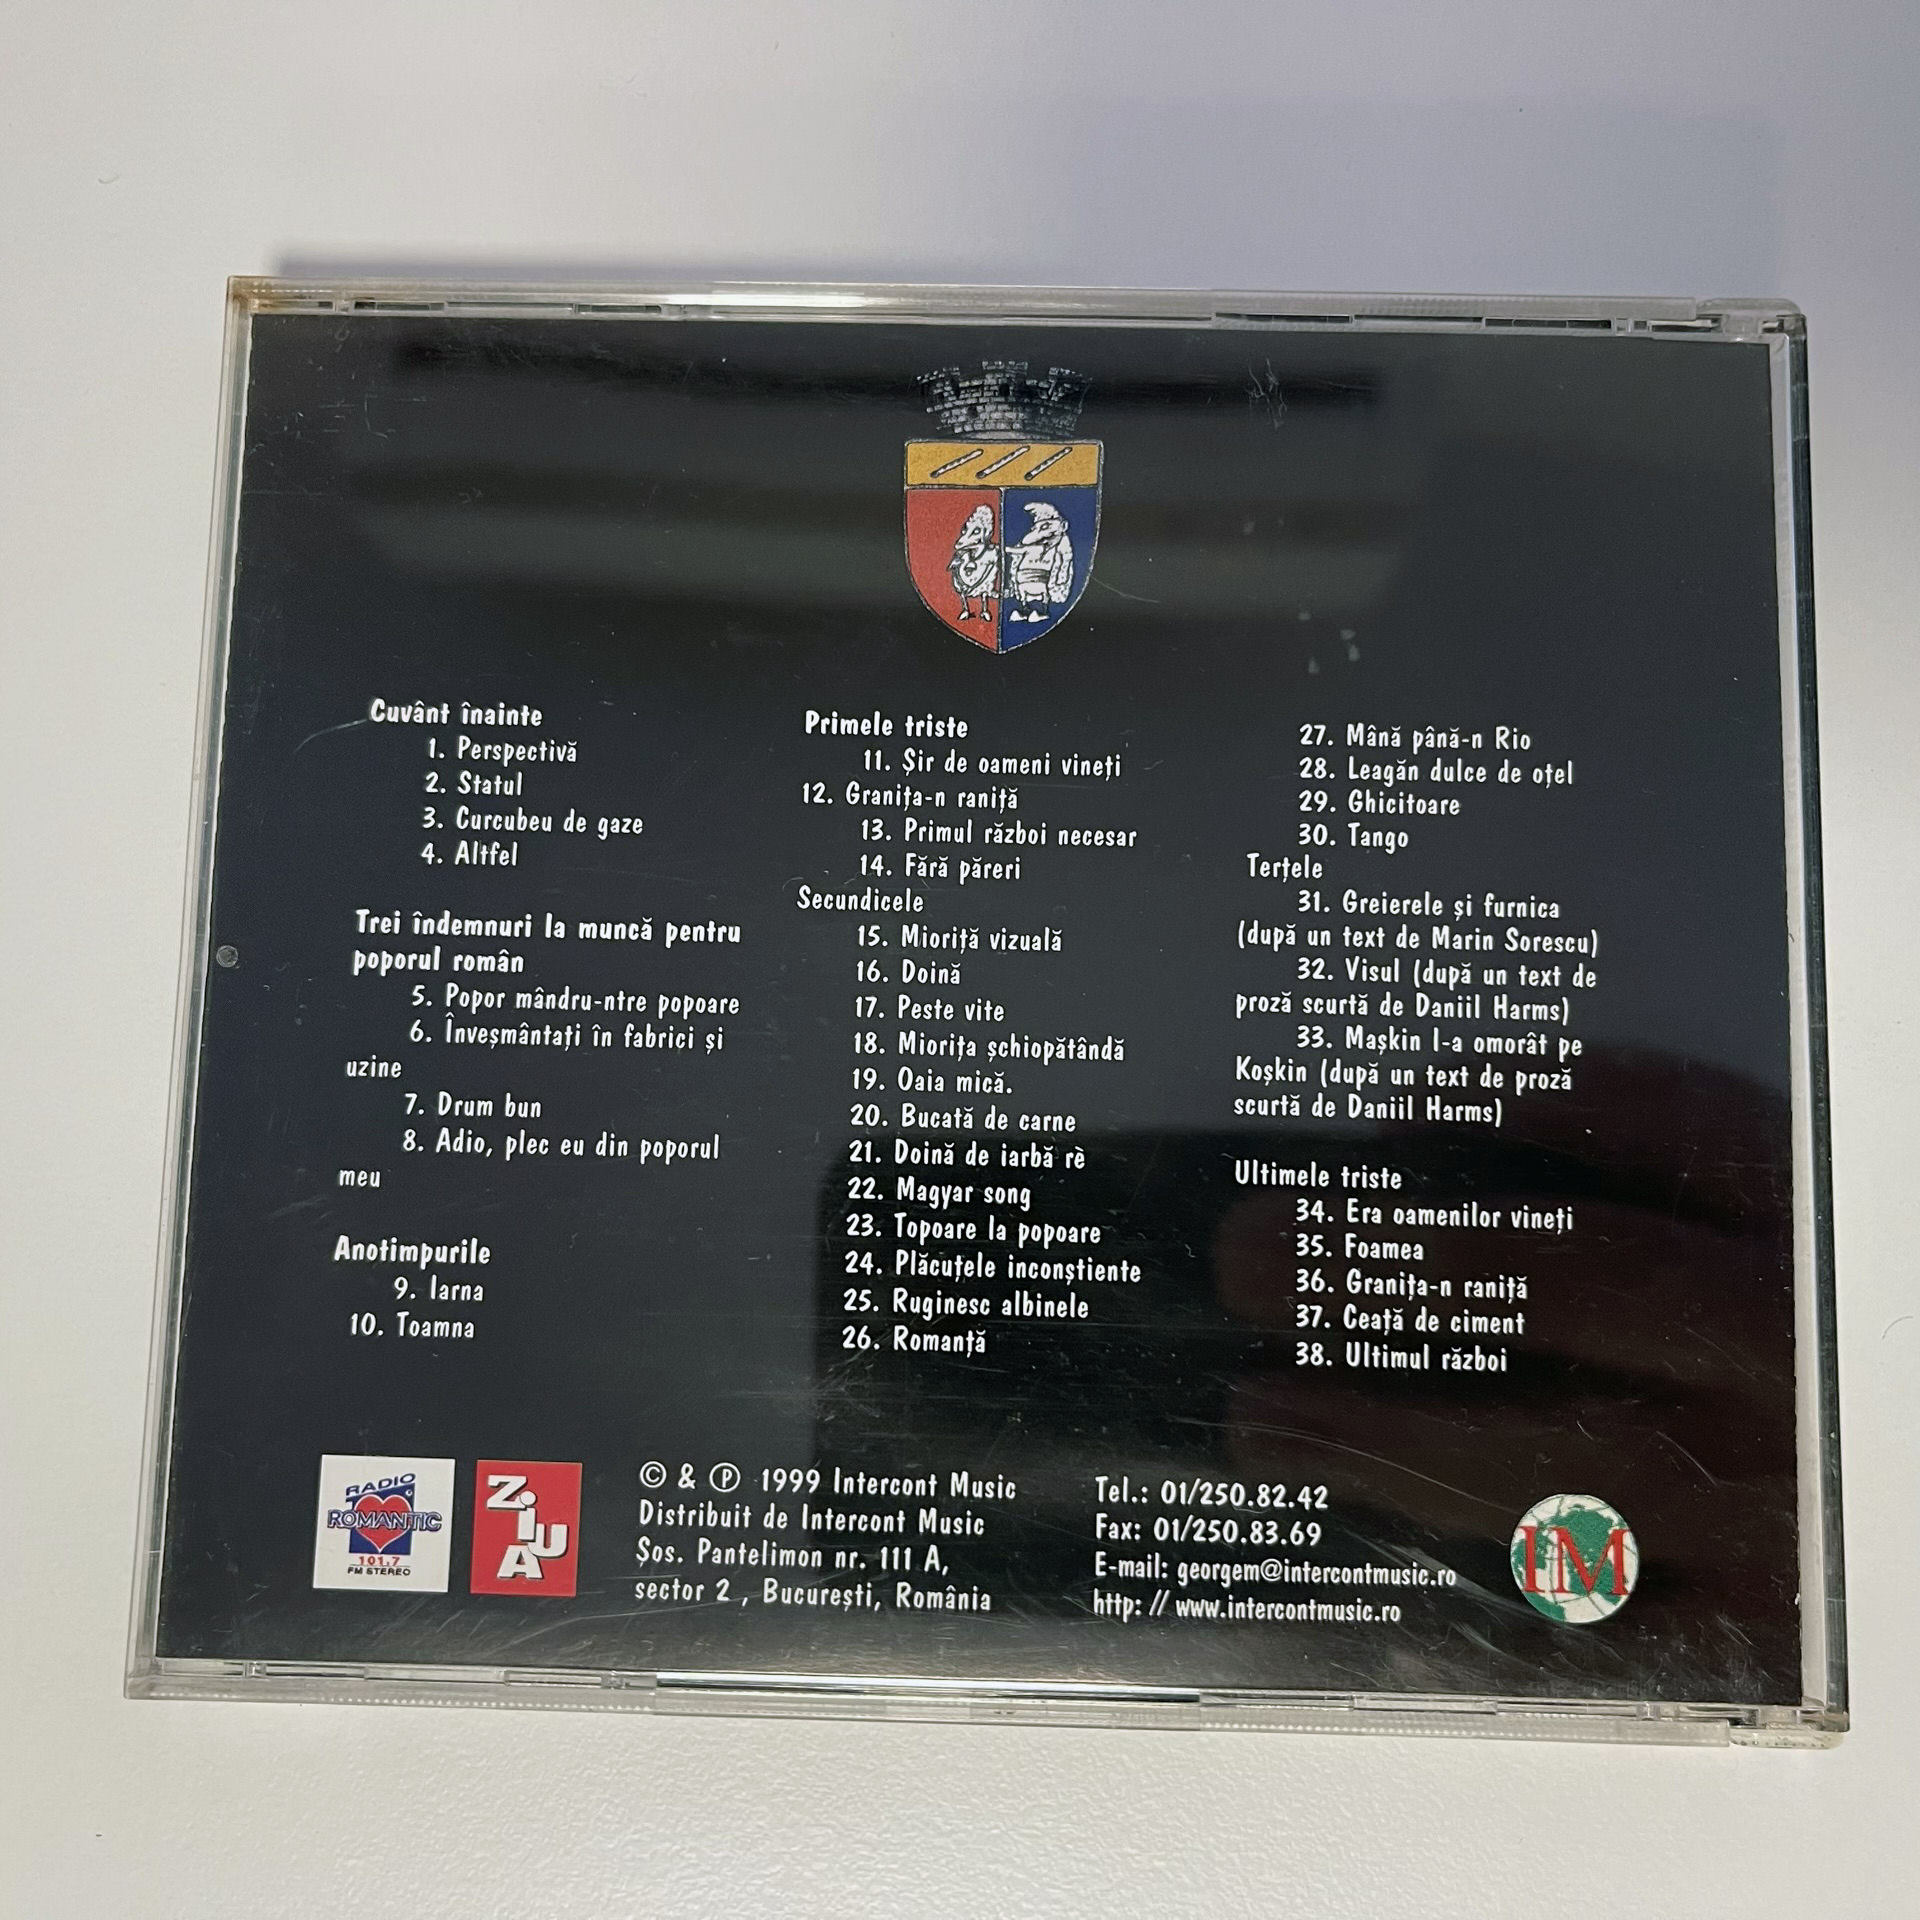 Cuvânt înainte
1. Perspectivă
2. Statul
3. Curcubeu de gaze
4. Altfel
Trei îndemnuri la muncă pentru
poporul român
5. Popor mândru-ntre popoare
6. Înveșmântați în fabrici și
uzine
7. Drum bun
8. Adio, plec eu din poporul
meu
Anotimpurile
9. Iarna
10. Toamna
Primele triste
11. Șir de oameni vineți
12. Granița-n raniță
13. Primul război necesar
14. Fără păreri
Secundicele
15. Mioriță vizuală
16. Doină
17. Peste vite
18. Miorița șchiopătândă
19. Oaia mică.
20. Bucată de carne
21. Doină de iarbă rè
22. Magyar song
23. Topoare la popoare
24. Plăcuțele inconștiente
25. Ruginesc albinele
26. Romanță
27. Mână până-n Rio
28. Leagăn dulce de oțel
29. Ghicitoare
30. Tango
Terțele
31. Greierele și furnica
(după un text de Marin Sorescu)
32. Visul (după un text de
proză scurtă de Daniil Harms)
33. Mașkin l-a omorât pe
Koșkin (după un text de proză
scurtă de Daniil Harms)
Ultimele triste
34. Era oamenilor vineți
35. Foamea
36. Granița-n raniță
37. Ceață de ciment
38. Ultimul război
RADIO
ROMANTIC
101.7
FM STEREO
ZiUA
© & ℗ 1999 Intercont Music
Distribuit de Intercont Music
Șos. Pantelimon nr. 111 A,
sector 2 , București, România
Tel.: 01/250.82.42
Fax: 01/250.83.69
E-mail: georgem@intercontmusic.ro
http: // www.intercontmusic.ro
IM